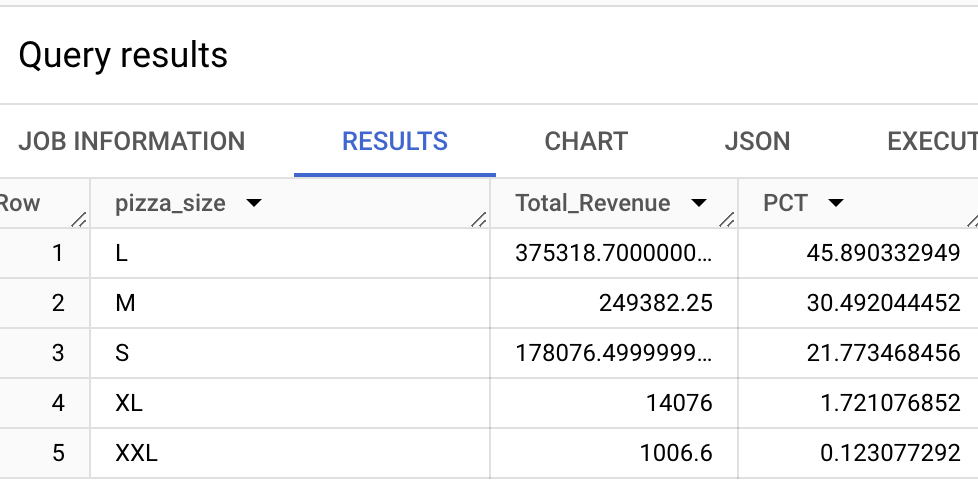 Query results
JOB INFORMATION RESULTS CHART JSON EXECUT
Row pizza_size Total_Revenue PCT
1 L 375318.7000000... 45.890332949
2 M 249382.25 30.492044452
3 S 178076.4999999... 21.773468456
4 XL 14076 1.721076852
5 XXL 1006.6 0.123077292